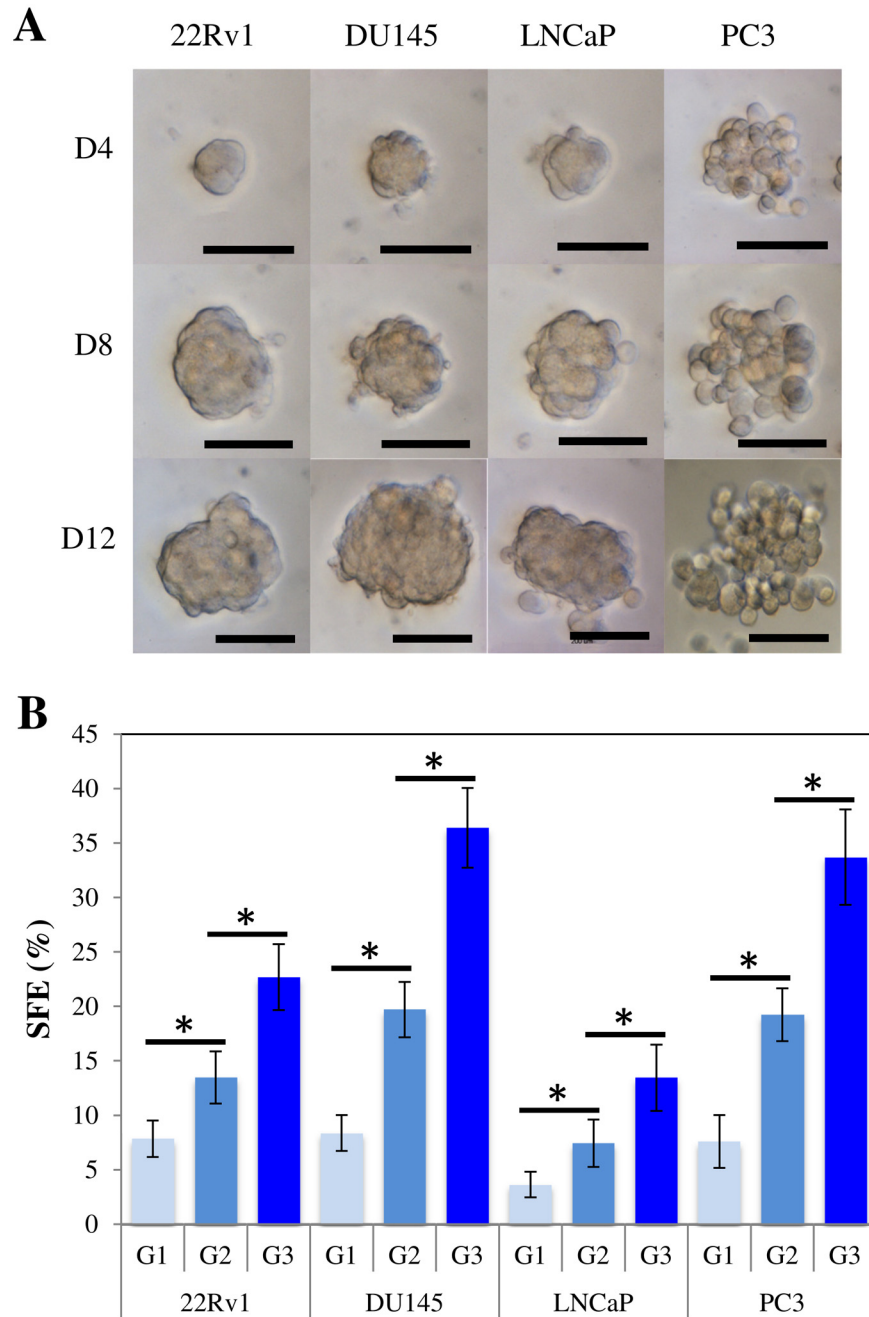 A
22Rv1 DU145 LNCaP PC3
D4
D8
D12
B
45
40
35
30
25
20
15
10
5
0
SFE (%)
* * * * * * * *
G1 G2 G3 G1 G2 G3 G1 G2 G3 G1 G2 G3
22Rv1 DU145 LNCaP PC3